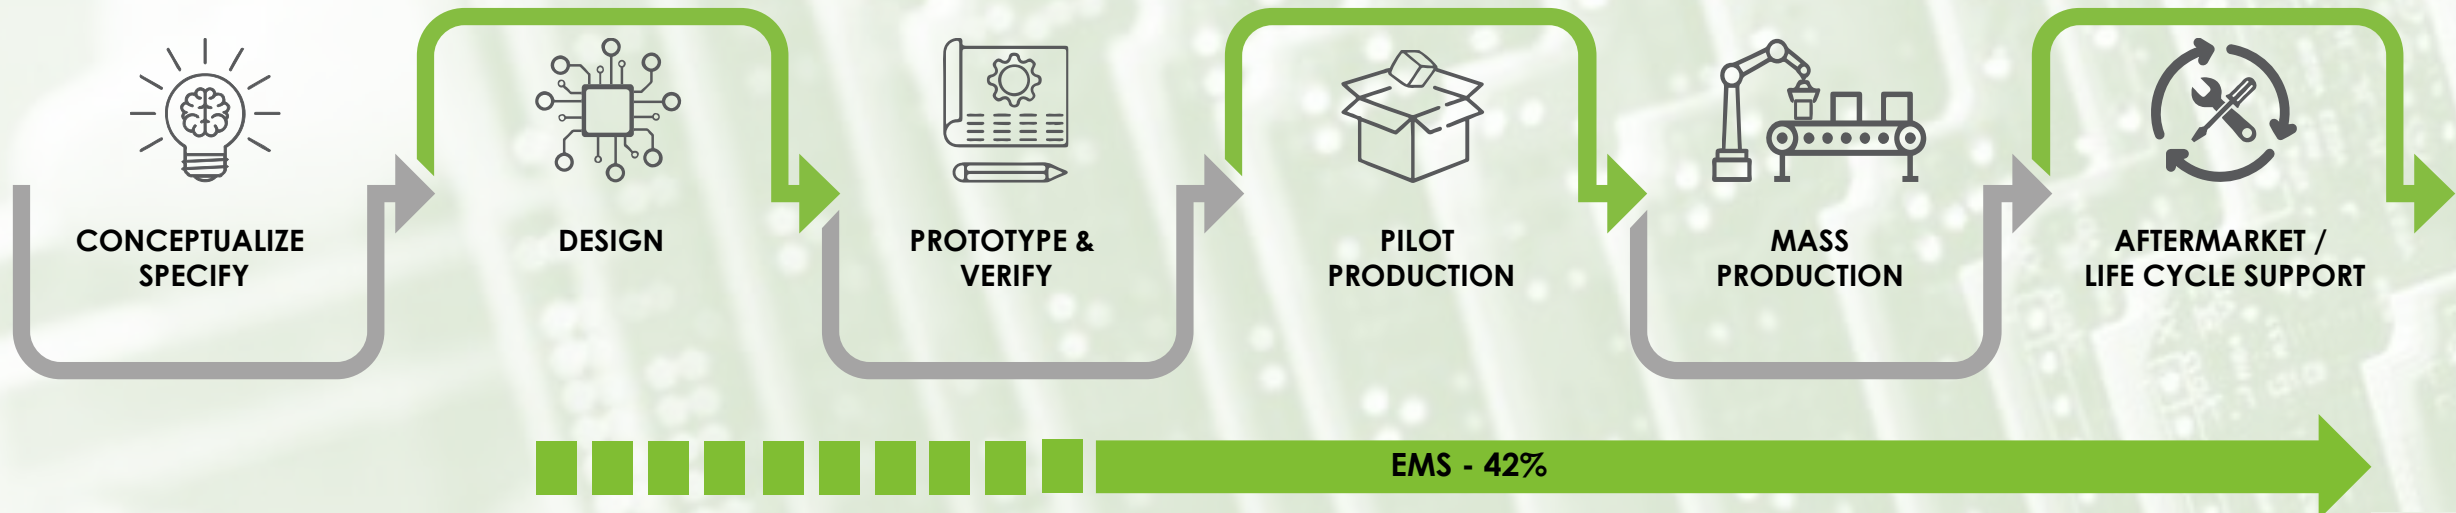 CONCEPTUALIZE
SPECIFY
DESIGN
PROTOTYPE &
VERIFY
PILOT
PRODUCTION
MASS
PRODUCTION
AFTERMARKET /
LIFE CYCLE SUPPORT
EMS - 42%